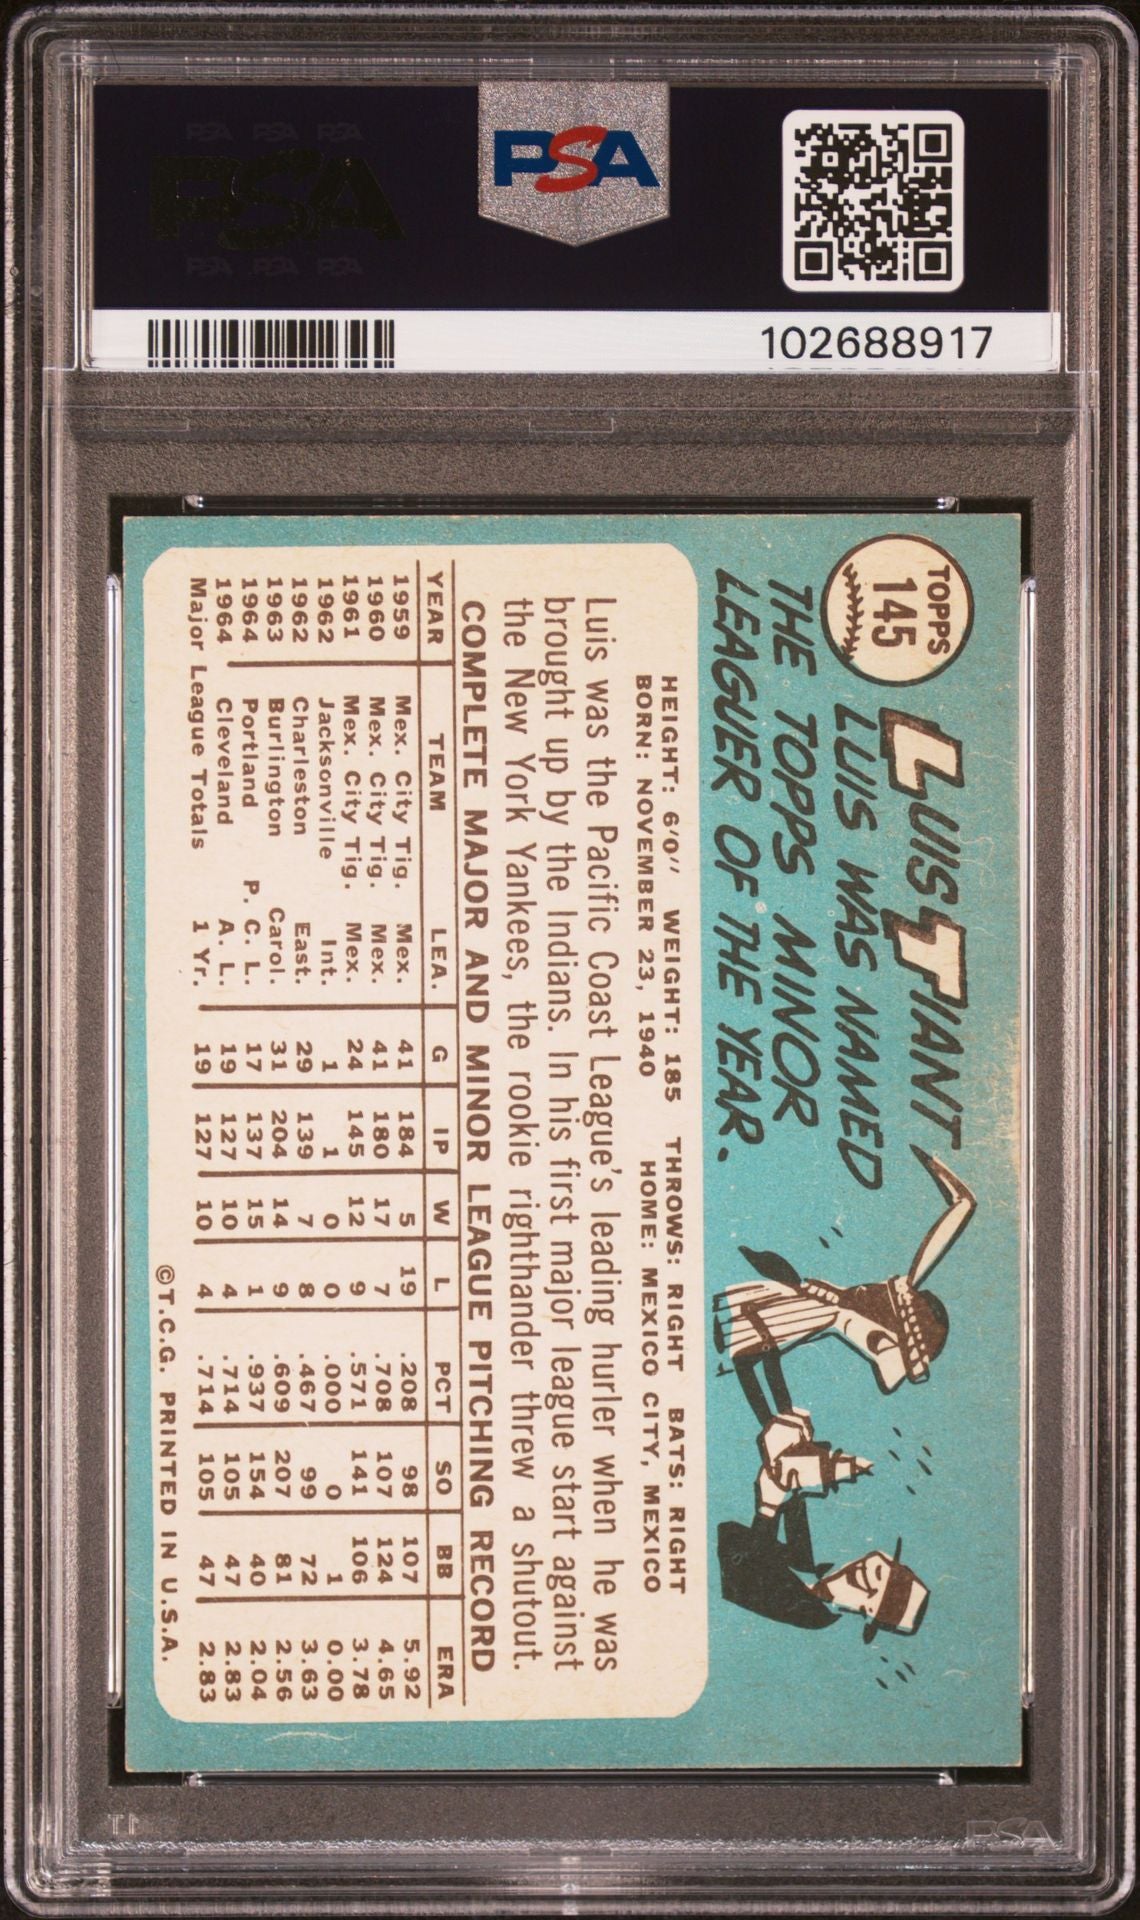 PSA PSA PSA
PSA
PSA PSA PSA
PSA
102688917
TOPPS
145
LUIS TIANT
LUIS WAS NAMED
THE TOPPS MINOR
LEAGUER OF THE YEAR.
HEIGHT: 6'0" WEIGHT: 185 THROWS: RIGHT BATS: RIGHT
BORN: NOVEMBER 23, 1940 HOME: MEXICO CITY, MEXICO
Luis was the Pacific Coast League's leading hurler when he was
brought up by the Indians. In his first major league start against
the New York Yankees, the rookie righthander threw a shutout.
COMPLETE MAJOR AND MINOR LEAGUE PITCHING RECORD
YEAR TEAM LEA. G IP W L PCT SO BB ERA
1959 Mex. City Tig. Mex. 41 184 5 19 .208 98 107 5.92
1960 Mex. City Tig. Mex. 41 180 17 7 .708 107 124 4.65
1961 Mex. City Tig. Mex. 24 145 12 9 .571 141 106 3.78
1962 Jacksonville Int. 1 1 0 0 .000 0 1 0.00
1962 Charleston East. 29 139 7 8 .467 99 72 3.63
1963 Burlington Carol. 31 204 14 9 .609 207 81 2.56
1964 Portland P. C. L. 17 137 15 1 .937 154 40 2.04
1964 Cleveland A. L. 19 127 10 4 .714 105 47 2.83
Major League Totals 1 Yr. 19 127 10 4 .714 105 47 2.83
©T.C.G. PRINTED IN U.S.A.
PSA